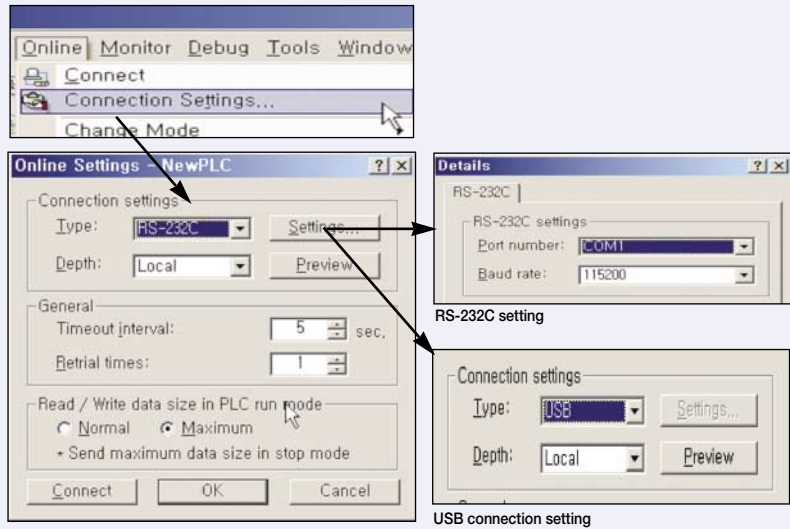 Online Monitor Debug Tools Window
Connect
Connection Settings...
Change Mode
Online Settings - NewPLC
Connection settings
Type: RS-232C Settings...
Depth: Local Preview
General
Timeout interval: 5 sec,
Retrial times: 1
Read / Write data size in PLC run mode
Normal Maximum
* Send maximum data size in stop mode
Connect OK Cancel
Details
RS-232C
RS-232C settings
Port number: COM1
Baud rate: 115200
RS-232C setting
Connection settings
Type: USB Settings...
Depth: Local Preview
USB connection setting